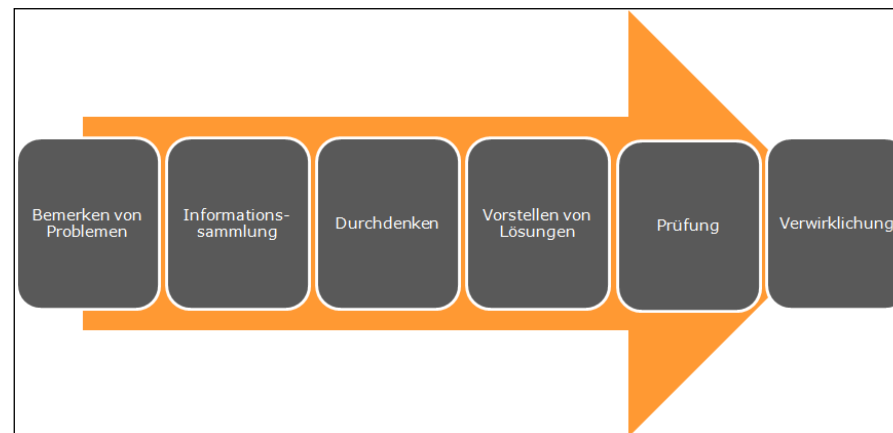 Bemerken von
Problemen
Informations-
sammlung
Durchdenken
Vorstellen von
Lösungen
Prüfung
Verwirklichung